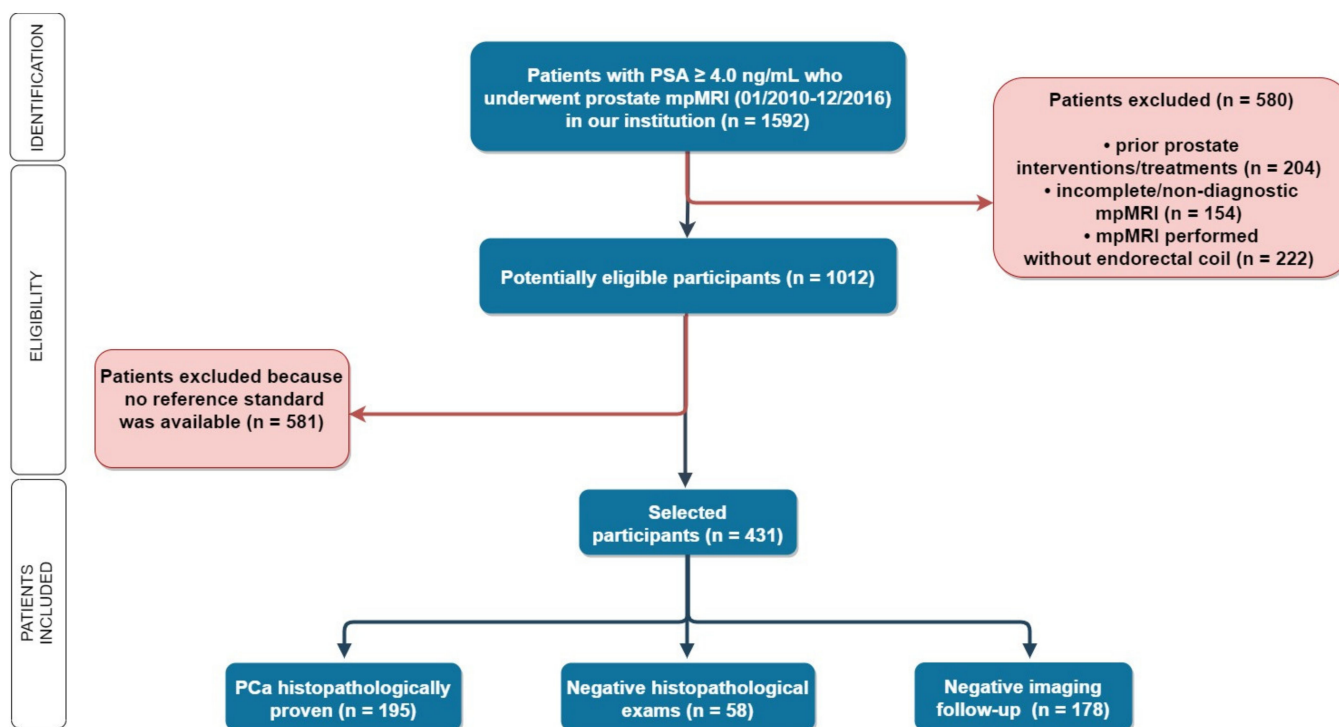 IDENTIFICATION
Patients with PSA ≥ 4.0 ng/mL who
underwent prostate mpMRI (01/2010-12/2016)
in our institution (n = 1592)
Patients excluded (n = 580)
• prior prostate
interventions/treatments (n = 204)
• incomplete/non-diagnostic
mpMRI (n = 154)
• mpMRI performed
without endorectal coil (n = 222)
ELIGIBILITY
Potentially eligible participants (n = 1012)
Patients excluded because
no reference standard
was available (n = 581)
PATIENTS
INCLUDED
Selected
participants (n = 431)
PCa histopathologically
proven (n = 195)
Negative histopathological
exams (n = 58)
Negative imaging
follow-up (n = 178)